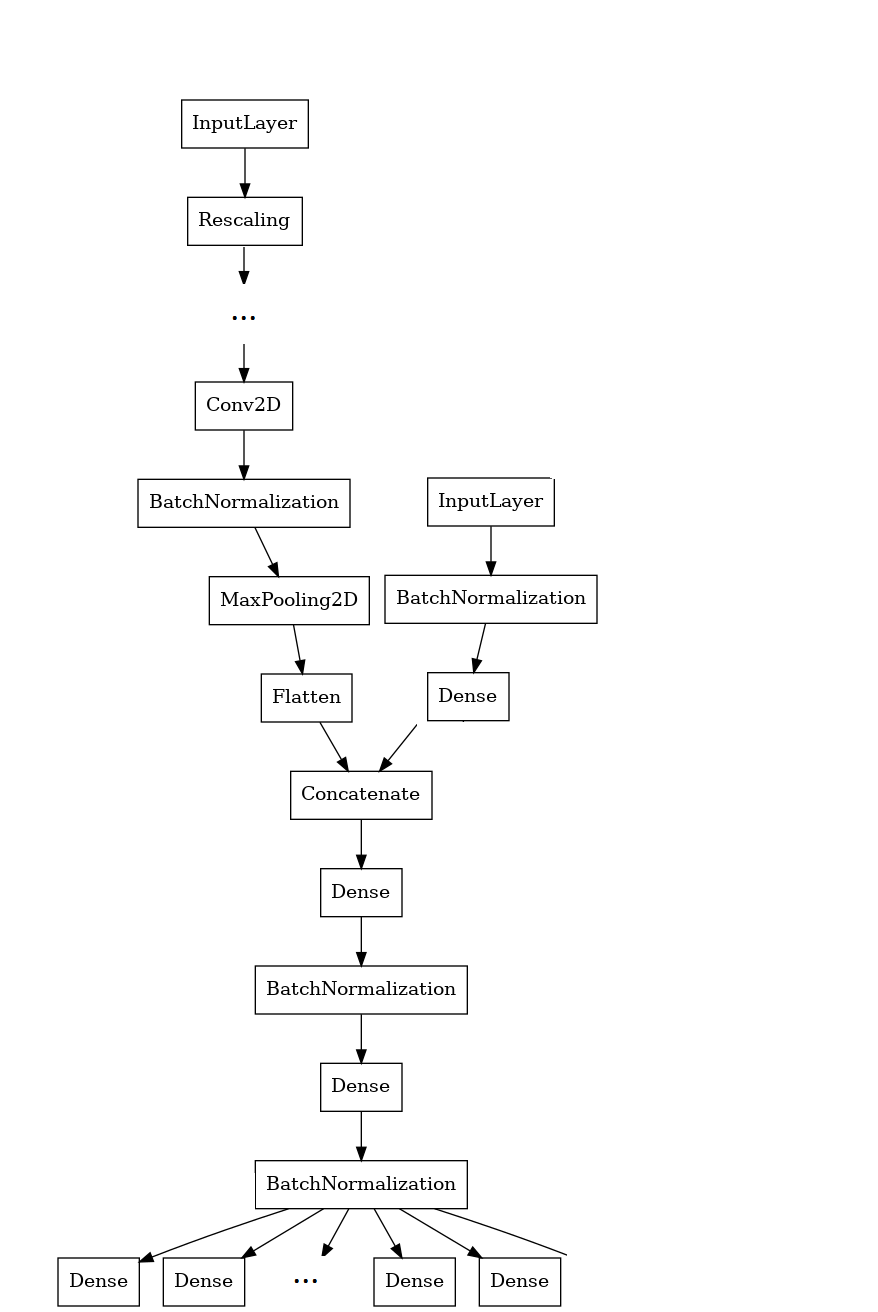 InputLayer
Rescaling
...
Conv2D
BatchNormalization
InputLayer
MaxPooling2D
BatchNormalization
Flatten
Dense
Concatenate
Dense
BatchNormalization
Dense
BatchNormalization
Dense
Dense
...
Dense
Dense